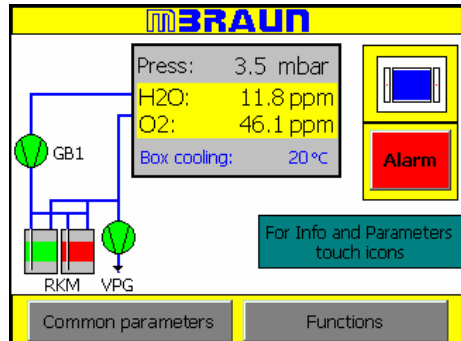 MBRAUN
Press: 3.5 mbar
H2O: 11.8 ppm
O2: 46.1 ppm
Box cooling: 20 °C
GB1
Alarm
For Info and Parameters
touch icons
RKM VPG
Common parameters
Functions